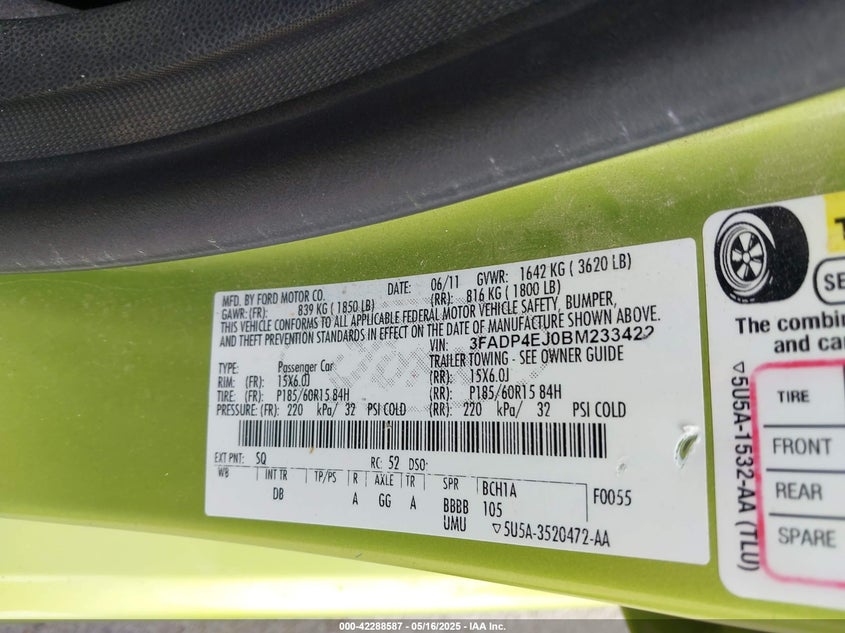 MFD. BY FORD MOTOR CO.
DATE: 06/11 GVWR: 1642 KG ( 3620 LB)
GAWR: (FR): 839 KG ( 1850 LB) (RR): 816 KG ( 1800 LB)
THIS VEHICLE CONFORMS TO ALL APPLICABLE FEDERAL MOTOR VEHICLE SAFETY, BUMPER,
AND THEFT PREVENTION STANDARDS IN EFFECT ON THE DATE OF MANUFACTURE SHOWN ABOVE.
VIN: 3FADP4EJ0BM233422
TYPE: Passenger Car TRAILER TOWING - SEE OWNER GUIDE
RIM: (FR): 15X6.0J (RR): 15X6.0J
TIRE: (FR): P185/60R15 84H (RR): P185/60R15 84H
PRESSURE: (FR): 220 kPa/ 32 PSI COLD (RR): 220 kPa/ 32 PSI COLD
EXT PNT: SQ RC: 52 DSO:
WB INT TR TP/PS R AXLE TR SPR BCH1A F0055
DB A GG A BBBB 105
UMU ▽5U5A-3520472-AA
The combin
and ca
TIRE
FRONT
REAR
SPARE
▽5U5A-1532-AA (TLU)
000-42288587 - 05/16/2025 - IAA Inc.